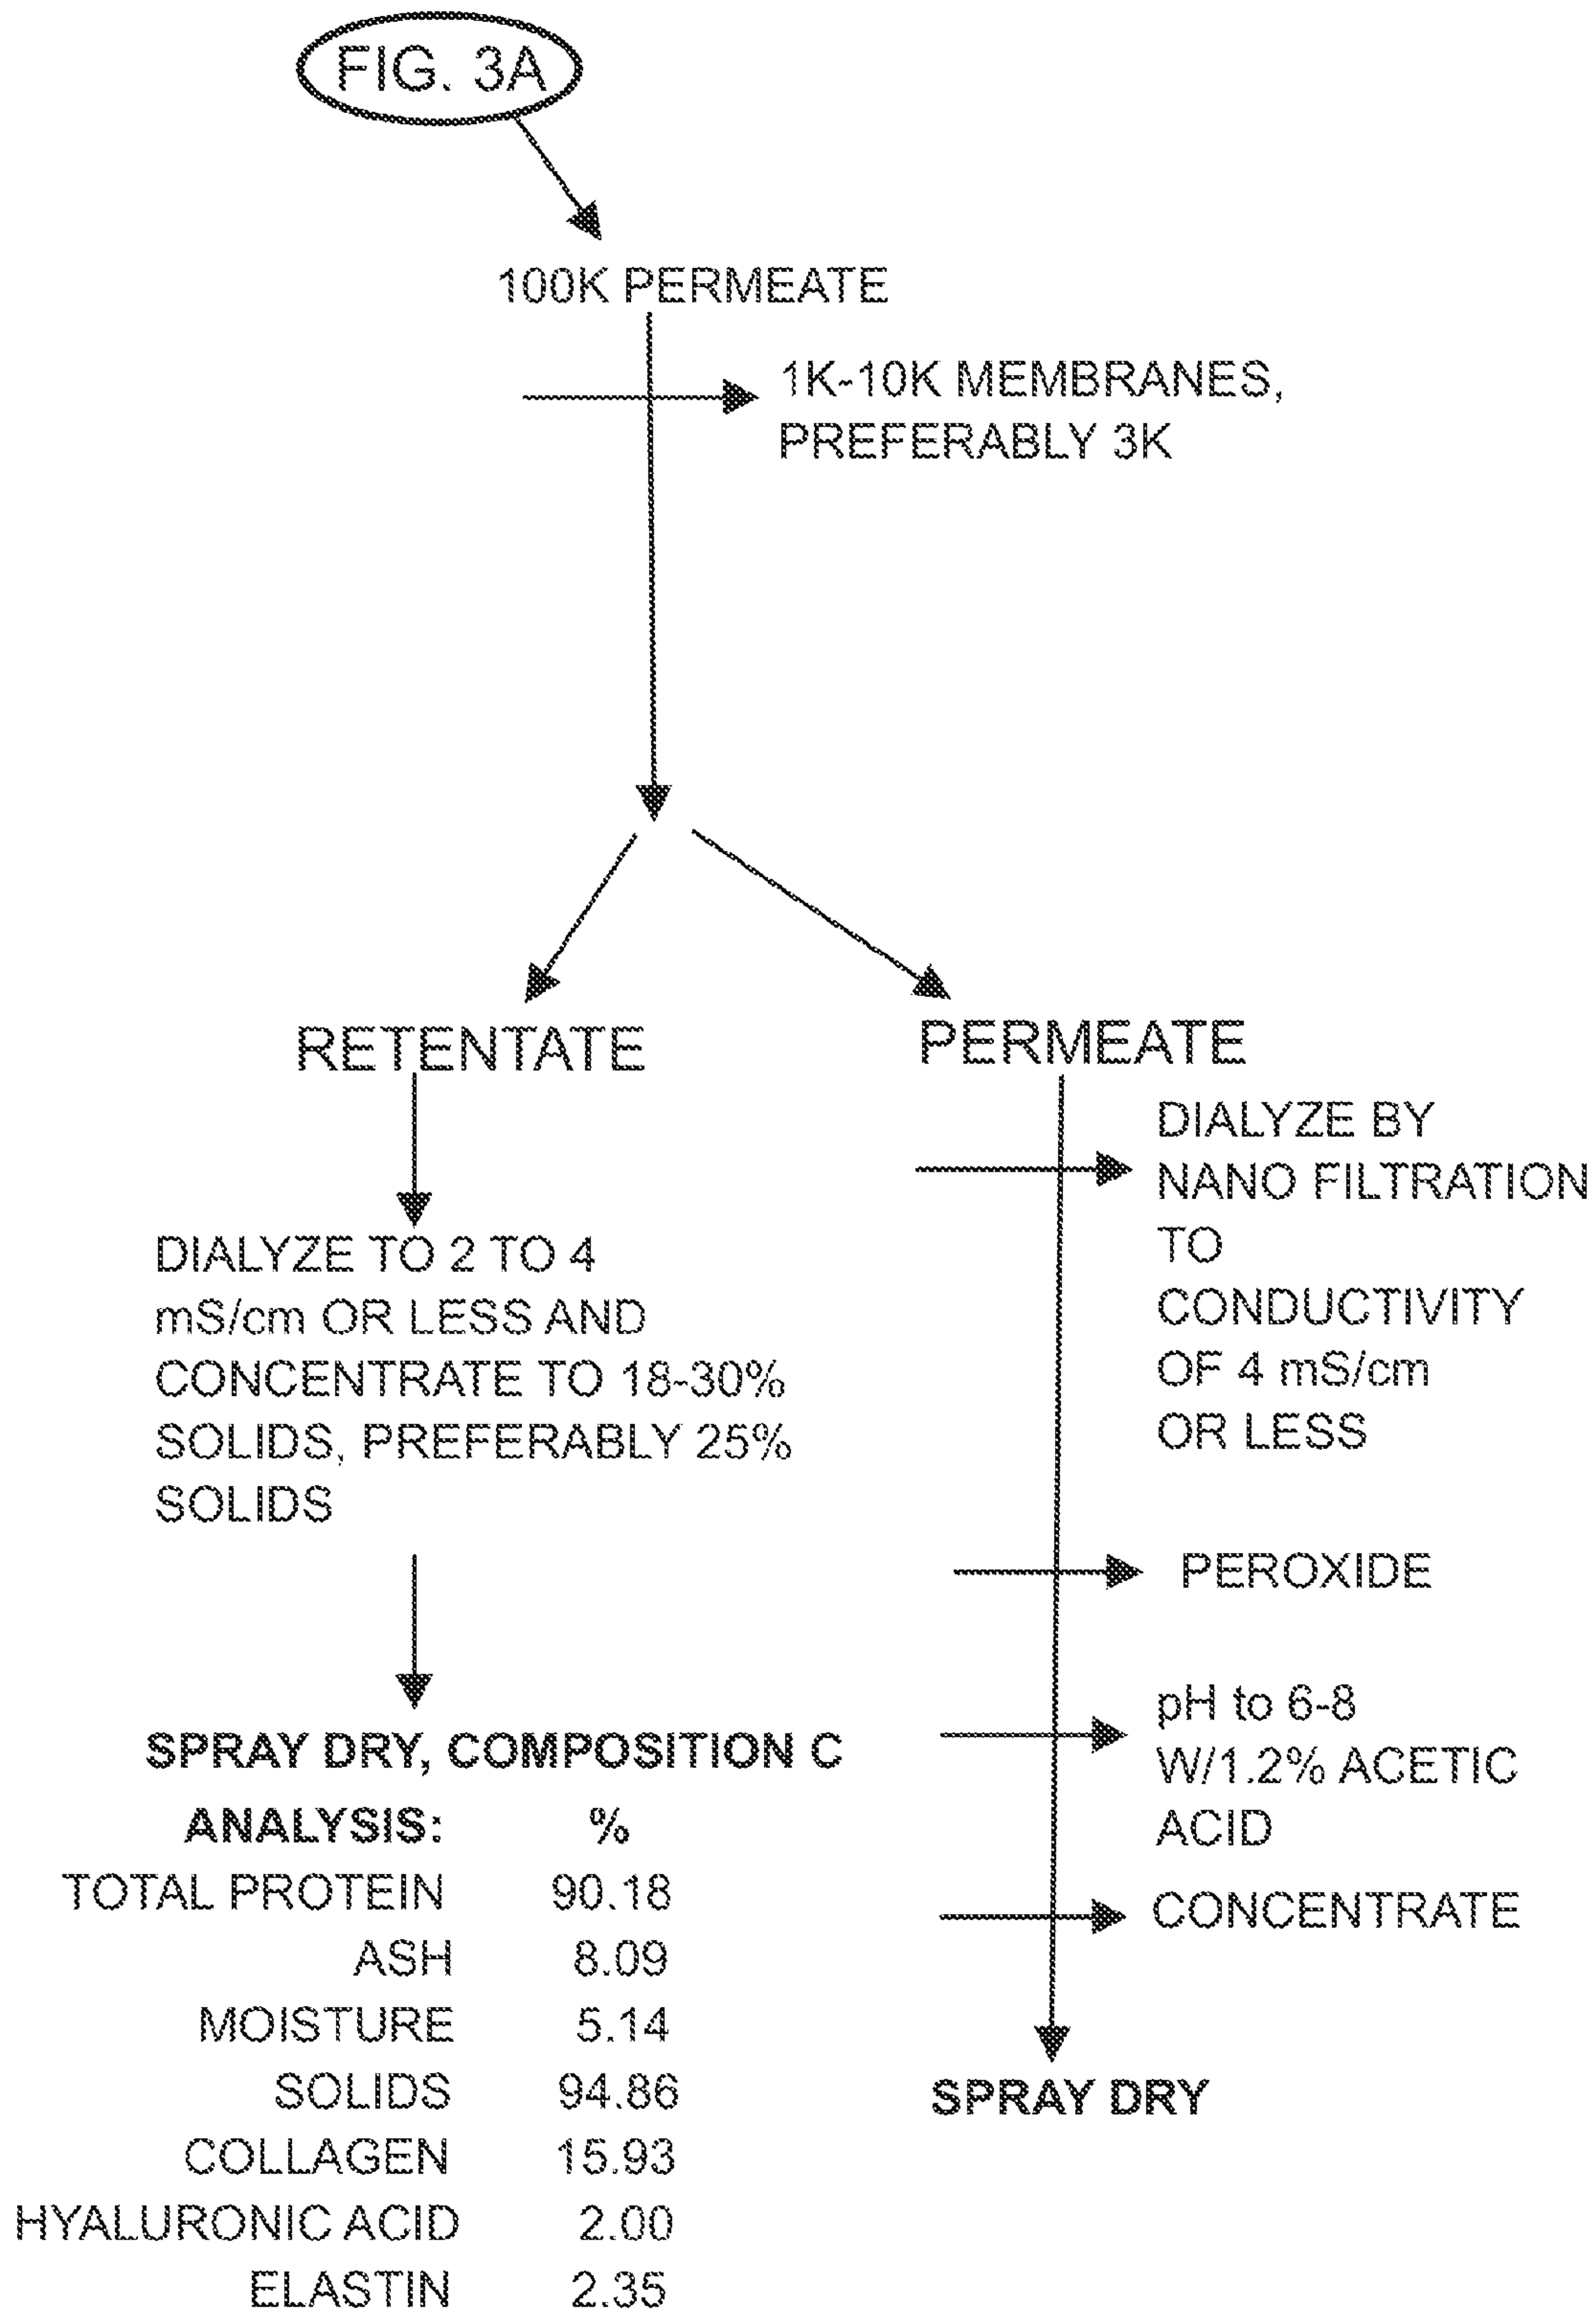 FIG. 3A
100K PERMEATE
1K-10K MEMBRANES,
PREFERABLY 3K
RETENTATE
DIALYZE TO 2 TO 4
mS/cm OR LESS AND
CONCENTRATE TO 18-30%
SOLIDS, PREFERABLY 25%
SOLIDS
SPRAY DRY, COMPOSITION C
ANALYSIS: %
TOTAL PROTEIN 90.18
ASH 8.09
MOISTURE 5.14
SOLIDS 94.86
COLLAGEN 15.93
HYALURONIC ACID 2.00
ELASTIN 2.35
PERMEATE
DIALYZE BY
NANO FILTRATION
TO
CONDUCTIVITY
OF 4 mS/cm
OR LESS
PEROXIDE
pH to 6-8
W/1.2% ACETIC
ACID
CONCENTRATE
SPRAY DRY